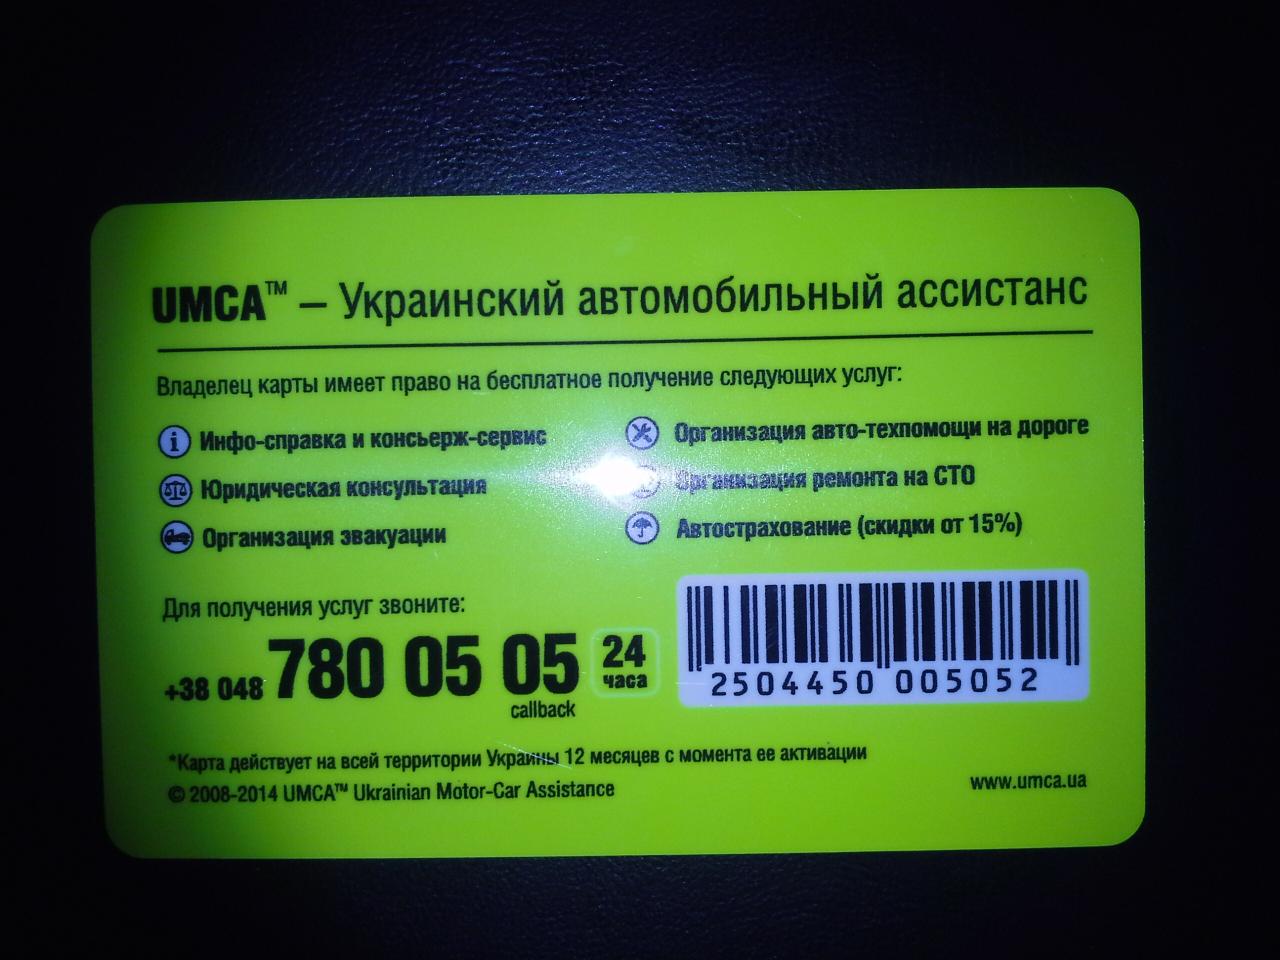 UMCA™ – Украинский автомобильный ассистанс
Владелец карты имеет право на бесплатное получение следующих услуг:
Инфо-справка и консьерж-сервис
Юридическая консультация
Организация эвакуации
Организация авто-техпомощи на дороге
Организация ремонта на СТО
Автострахование (скидки от 15%)
Для получения услуг звоните:
+38 048 780 05 05
callback
24 часа
2504450 005052
*Карта действует на всей территории Украины 12 месяцев с момента ее активации
© 2008-2014 UMCA™ Ukrainian Motor-Car Assistance
www.umca.ua